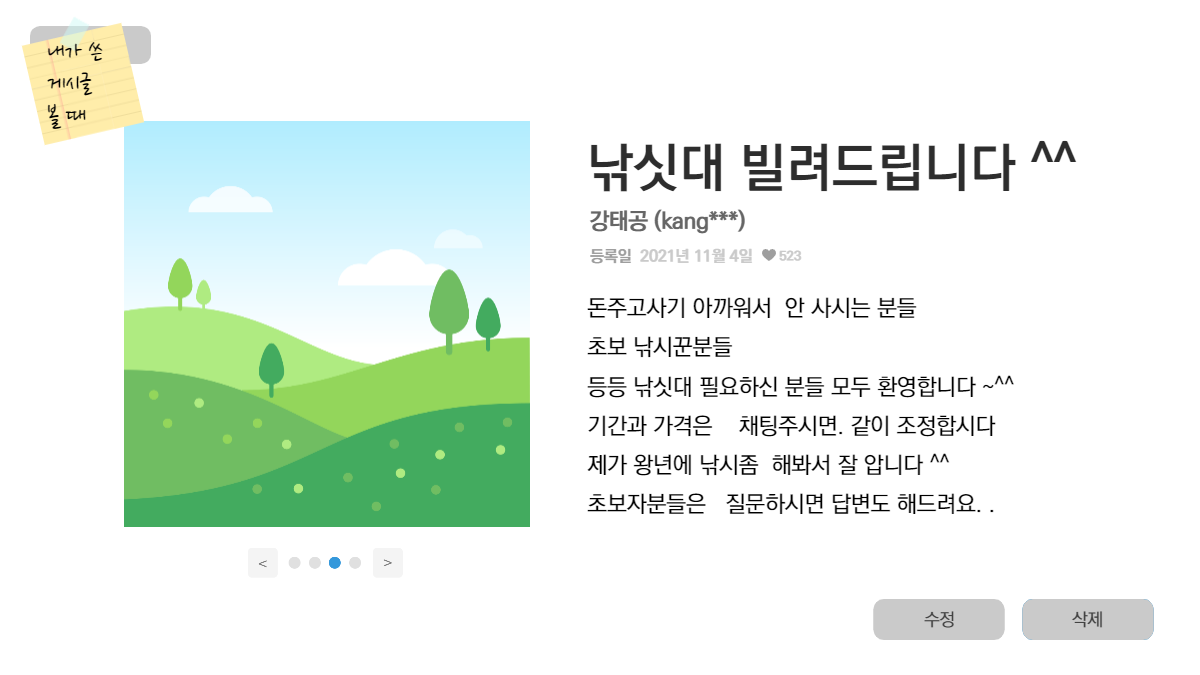 내가 쓴
게시글
볼 때
낚싯대 빌려드립니다 ^^
강태공 (kang***)
등록일 2021년 11월 4일 ♥ 523
돈주고사기 아까워서 안 사시는 분들
초보 낚시꾼분들
등등 낚싯대 필요하신 분들 모두 환영합니다 ~^^
기간과 가격은 채팅주시면. 같이 조정합시다
제가 왕년에 낚시좀 해봐서 잘 압니다 ^^
초보자분들은 질문하시면 답변도 해드려요. .
< >
수정 삭제